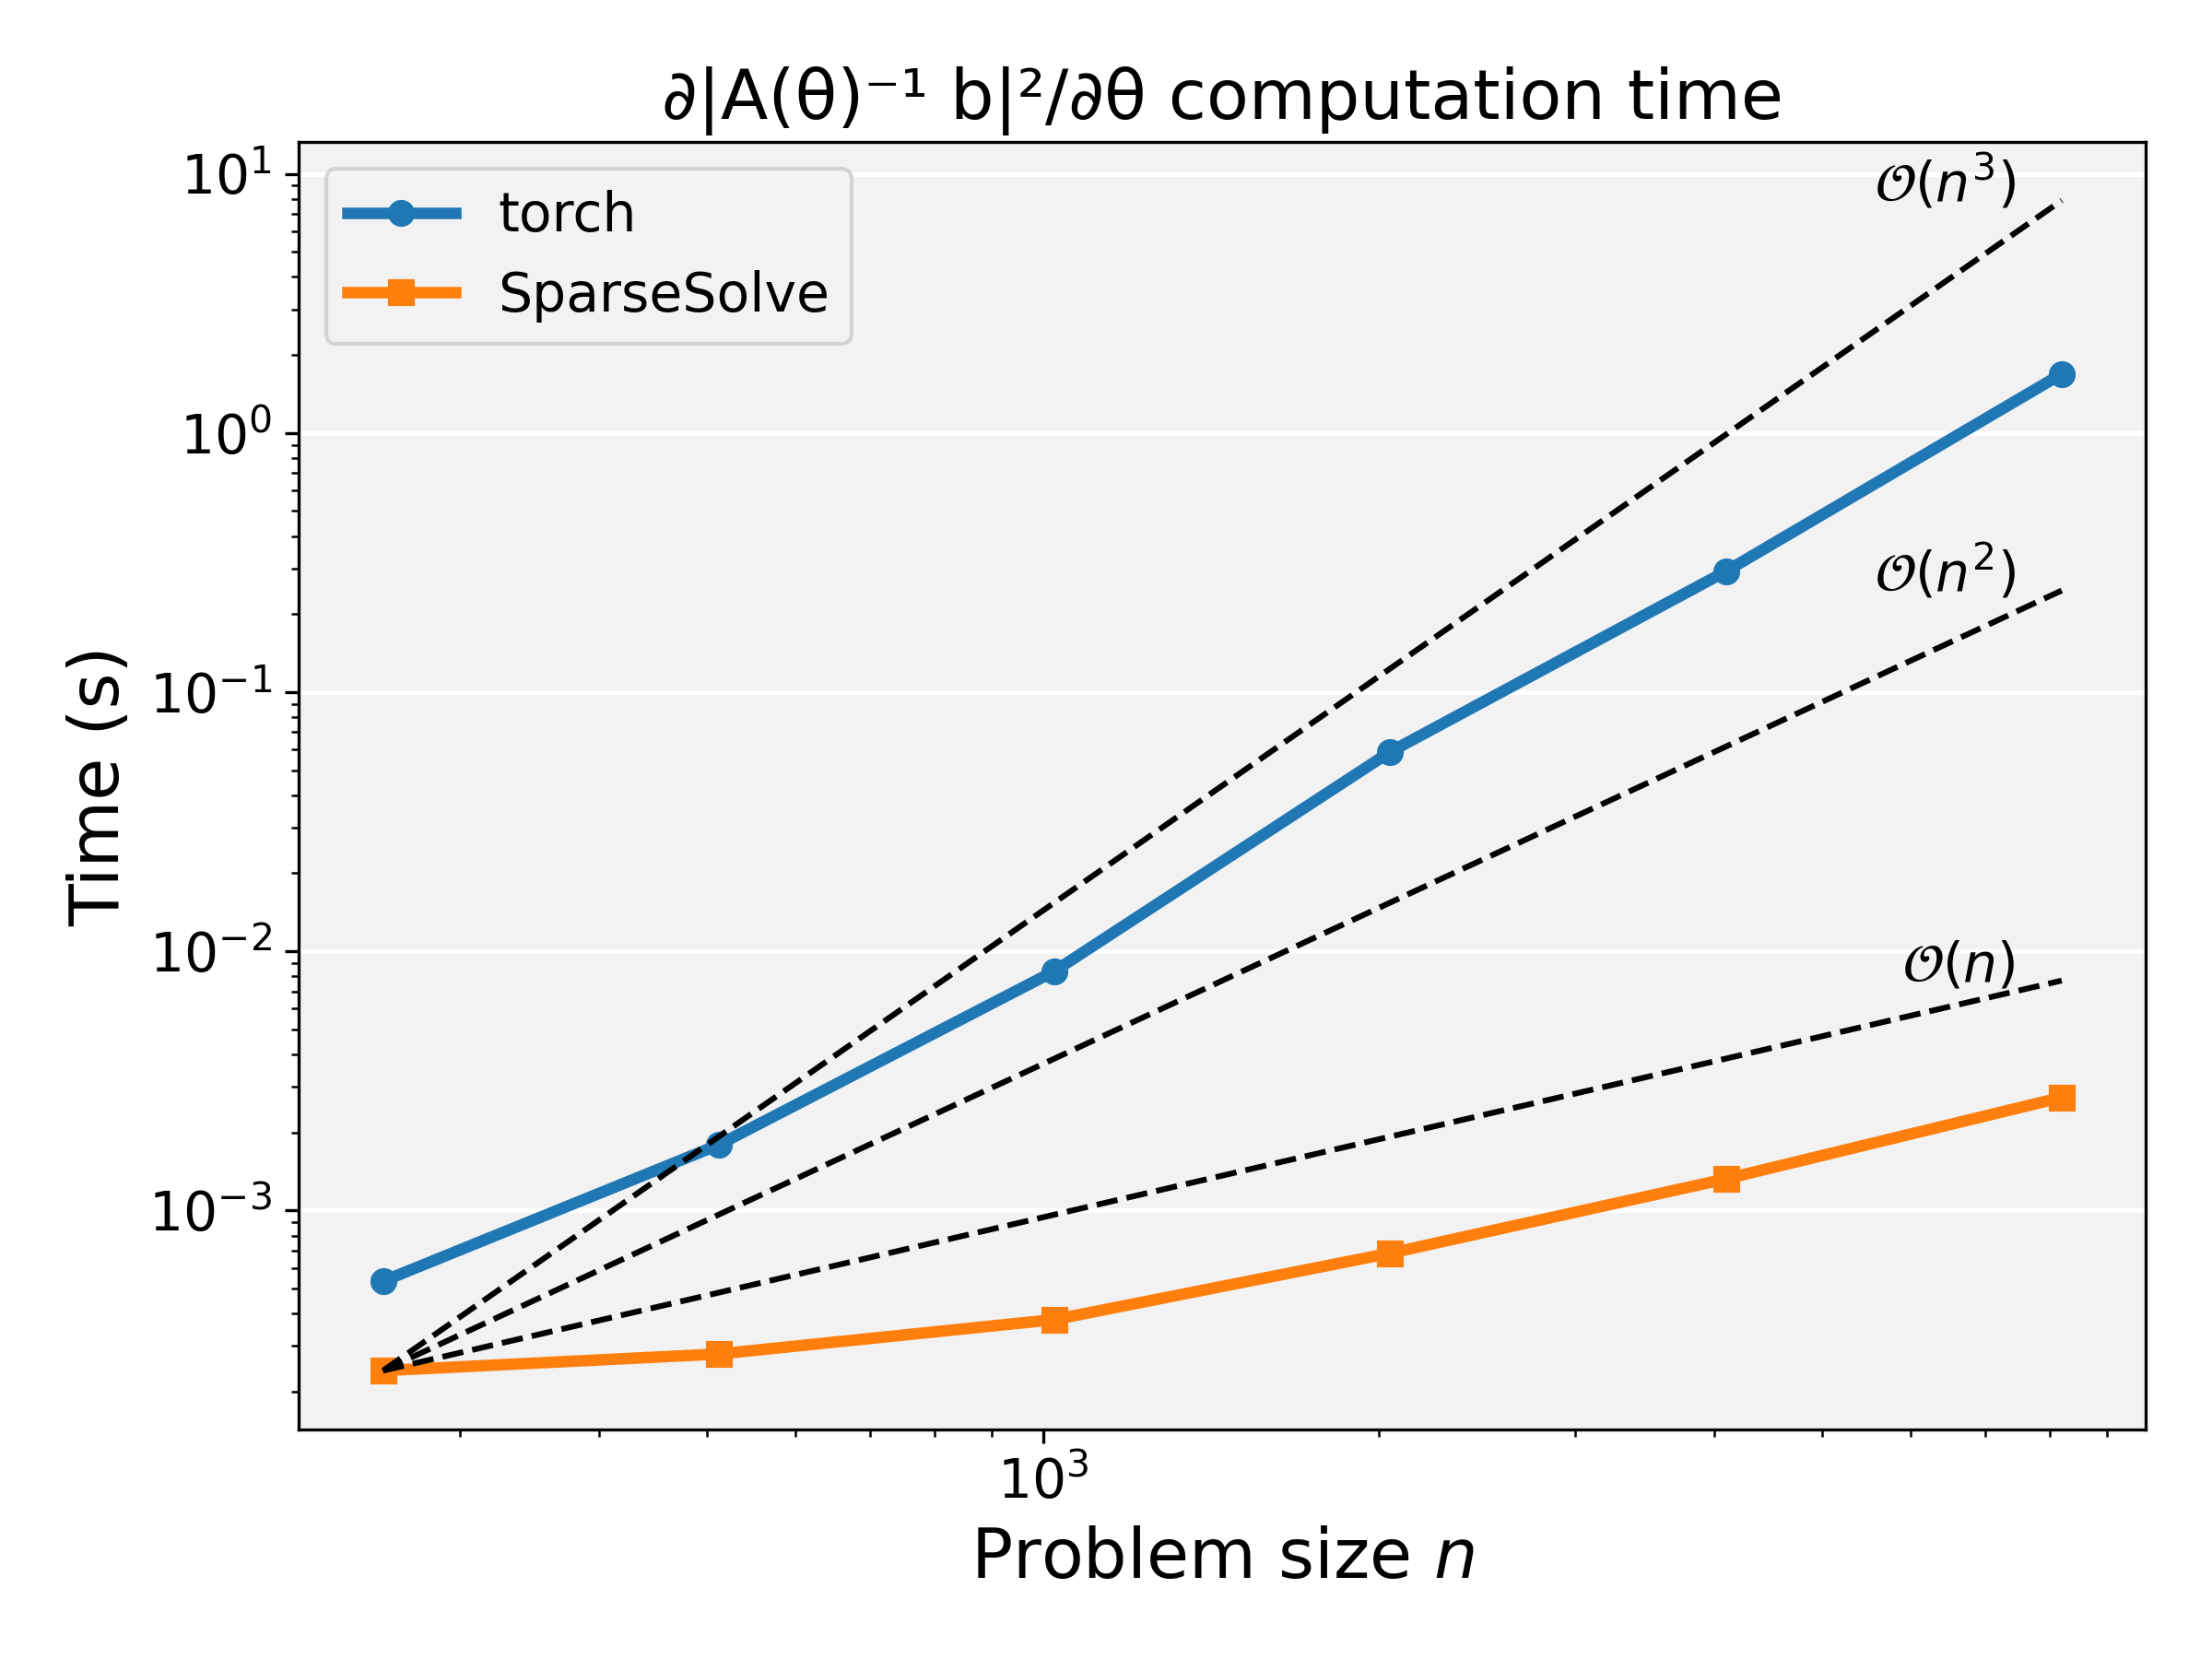 ∂|A(θ)⁻¹ b|²/∂θ computation time
torch
SparseSolve
10¹
10⁰
10⁻¹
10⁻²
10⁻³
Time (s)
𝒪(n³)
𝒪(n²)
𝒪(n)
10³
Problem size n